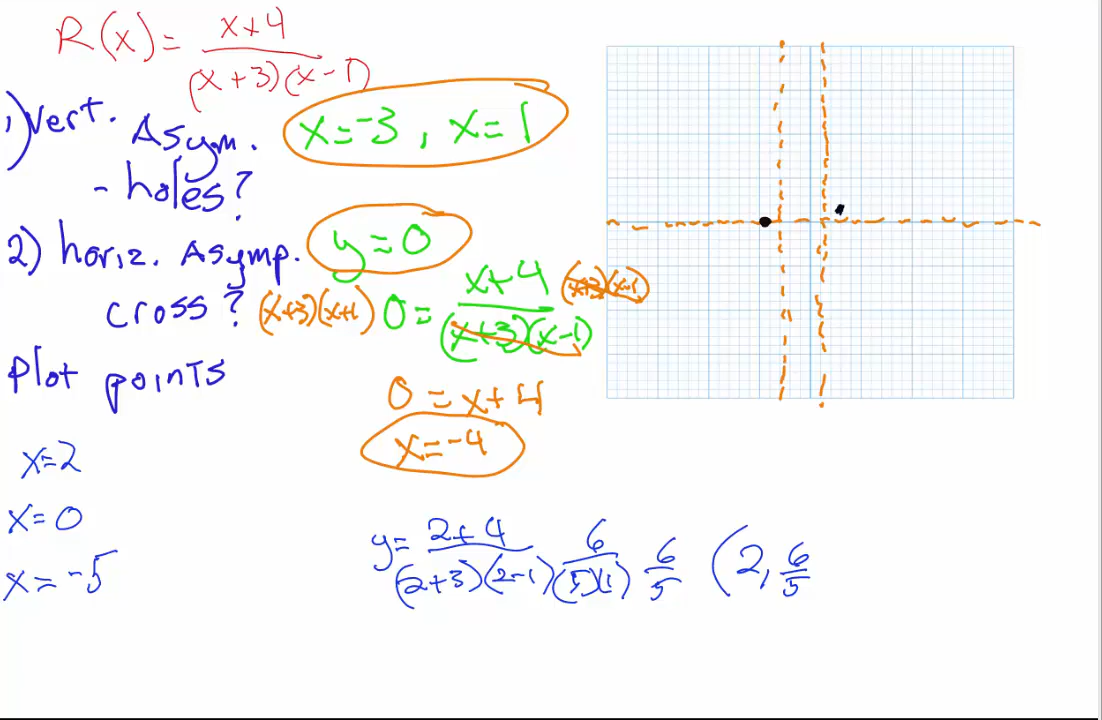 R(x) = x+4 / (x+3)(x-1)
1) Vert. Asym. x=-3, x=1
- holes?
2) horiz. Asymp. y=0
cross? (x+3)(x+1) 0 = x+4 / (x+3)(x-1) (x+3)(x-1)
Plot points
0 = x+4
x=-4
x=2
x=0
x=-5
y= 2+4 / (2+3)(2-1) 6 / (5)(1) 6/5 (2, 6/5